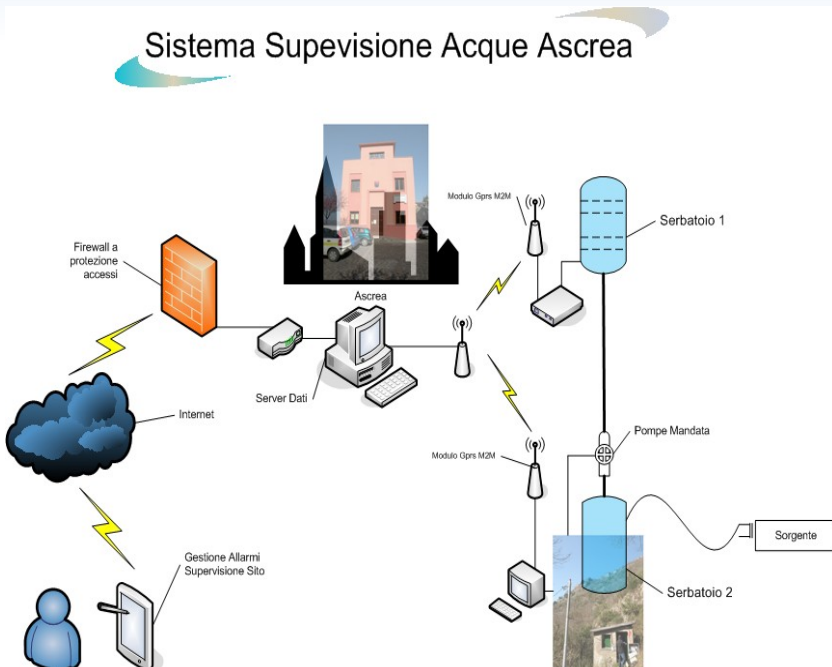 Sistema Supevisione Acque Ascrea
Modulo Gprs M2M
Serbatoio 1
Firewall a
protezione
accessi
Ascrea
Server Dati
Internet
Pompe Mandata
Modulo Gprs M2M
Sorgente
Gestione Allarmi
Supervisione Sito
Serbatoio 2